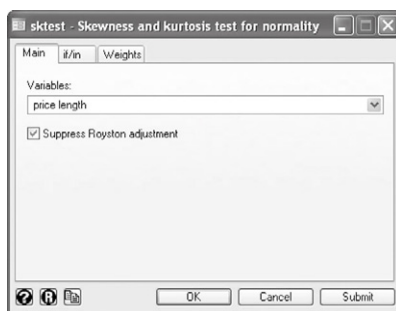 sktest - Skewness and kurtosis test for normality
Main if/in Weights
Variables:
price length
Suppress Royston adjustment
? R OK Cancel Submit